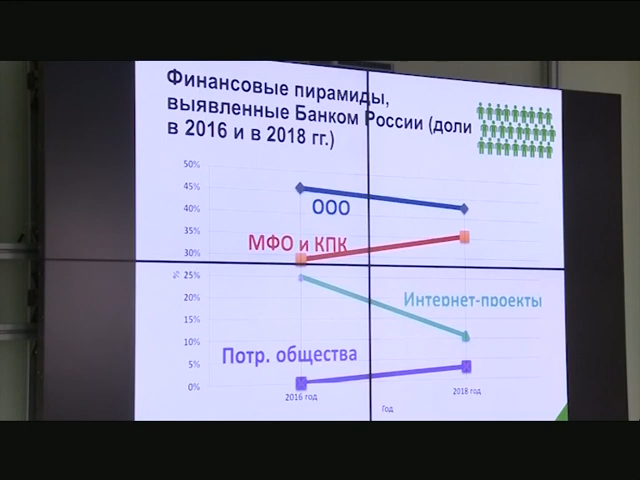 Финансовые пирамиды,
выявленные Банком России (доли
в 2016 и в 2018 гг.)
50%
45%
ООО
40%
35%
МФО и КПК
30%
%
25%
Интернет-проекты
20%
15%
10%
Потр. общества
5%
0%
2016 год
2018 год
Год